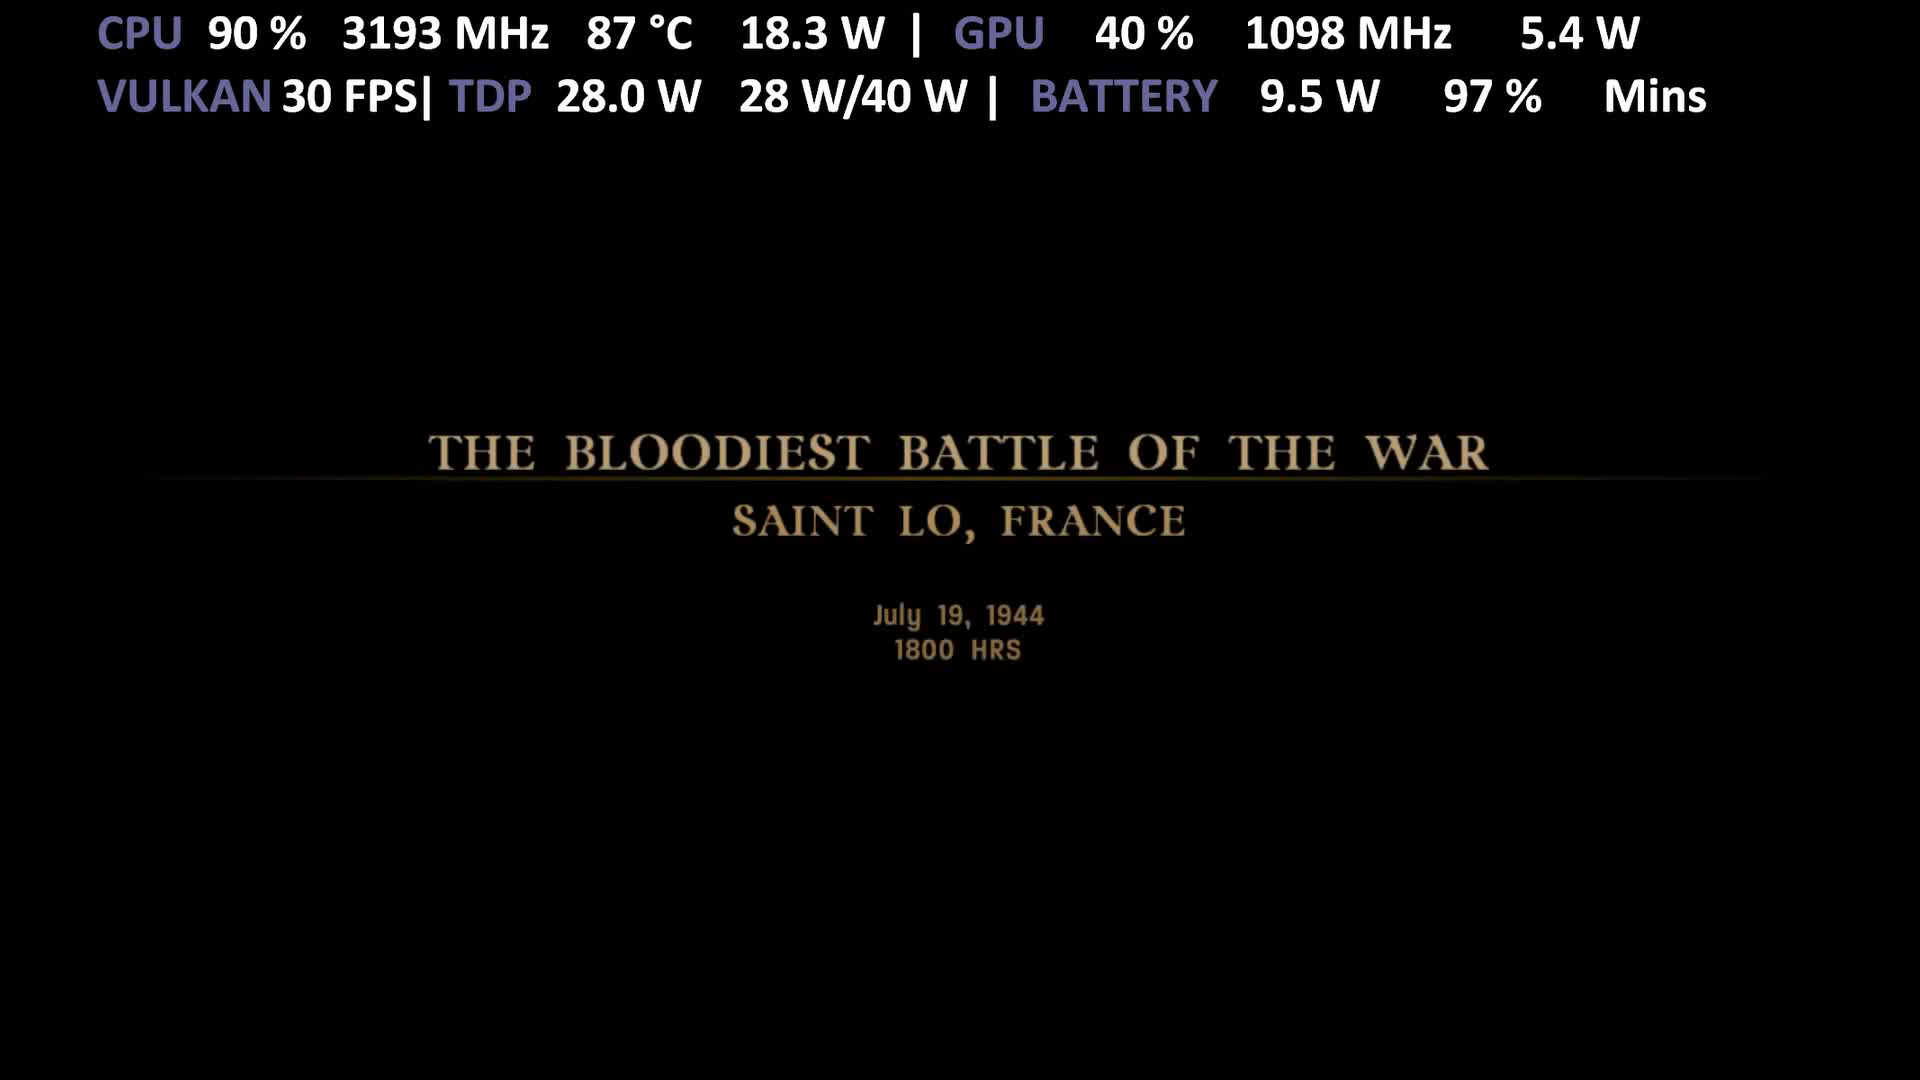 CPU 90 % 3193 MHz 87 °C 18.3 W | GPU 40 % 1098 MHz 5.4 W
VULKAN 30 FPS| TDP 28.0 W 28 W/40 W | BATTERY 9.5 W 97 % Mins
THE BLOODIEST BATTLE OF THE WAR
SAINT LO, FRANCE
July 19, 1944
1800 HRS